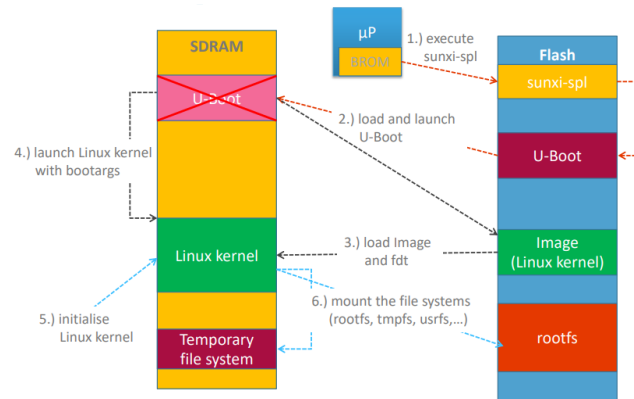 SDRAM
µP
BROM
1.) execute
sunxi-spl
Flash
sunxi-spl
U-Boot
2.) load and launch
U-Boot
U-Boot
4.) launch Linux kernel
with bootargs
3.) load Image
and fdt
Linux kernel
Image
(Linux kernel)
5.) initialise
Linux kernel
6.) mount the file systems
(rootfs, tmpfs, usrfs,...)
rootfs
Temporary
file system